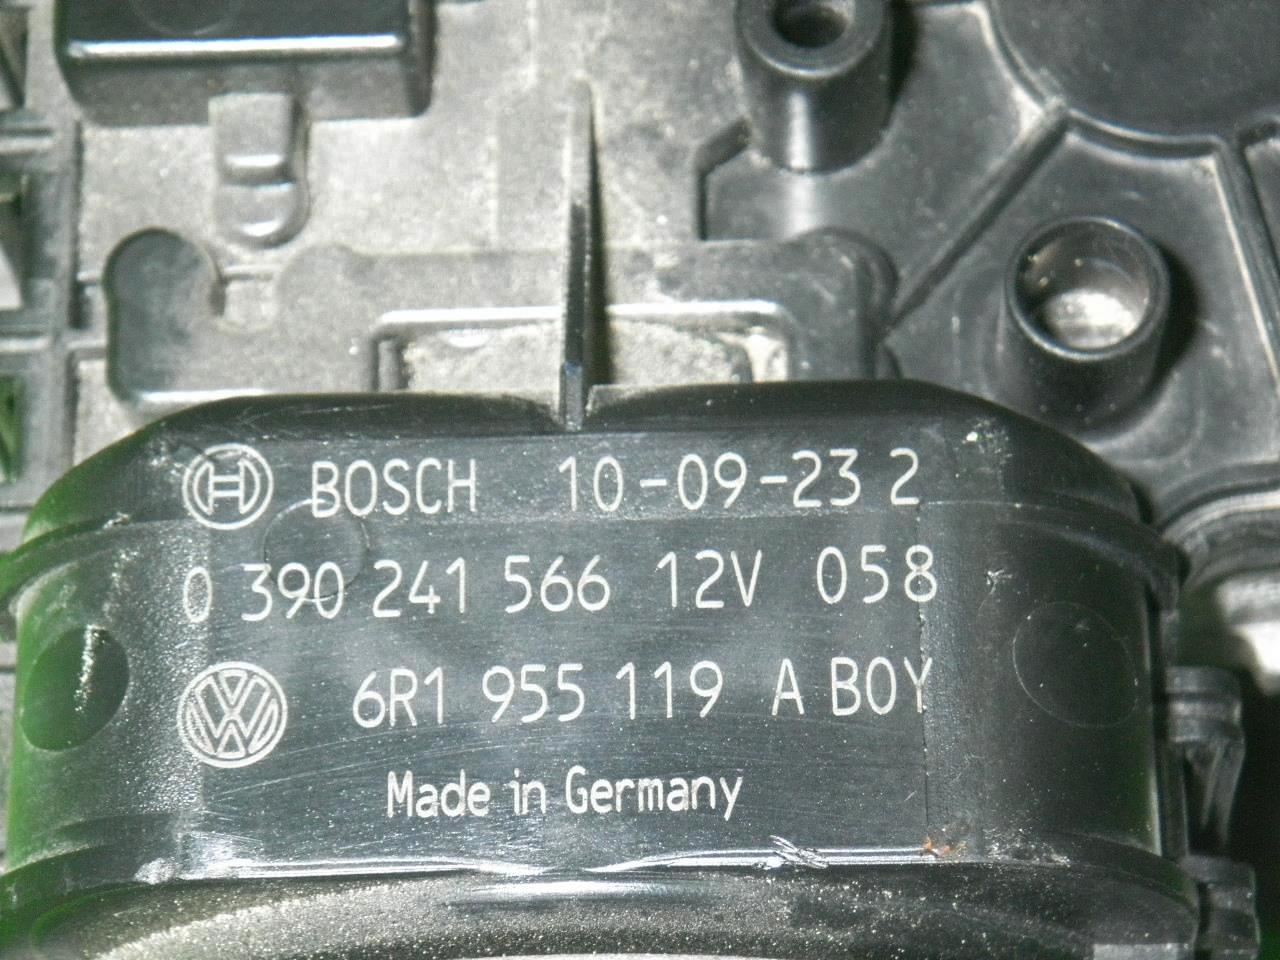 BOSCH 10-09-23 2
0 390 241 566 12V 058
6R1 955 119 A BOY
Made in Germany